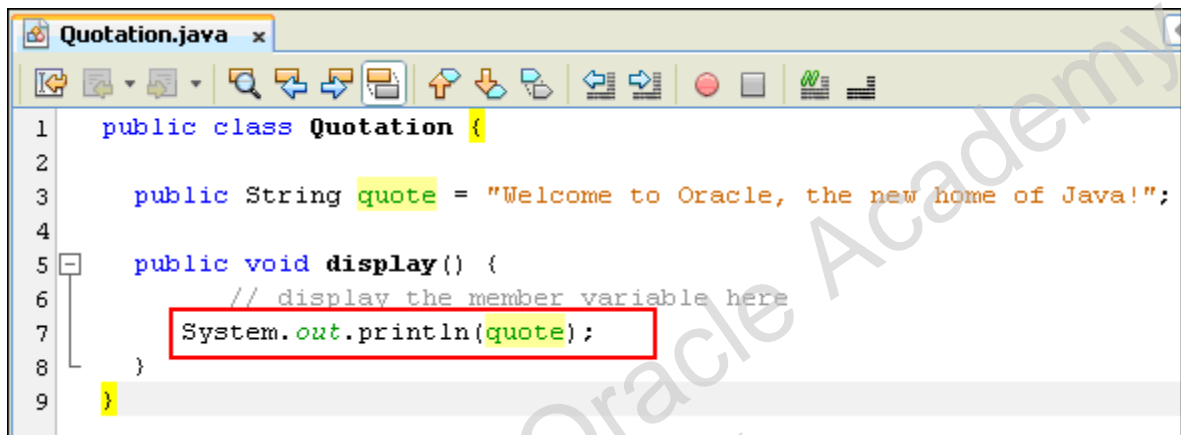 Quotation.java x
1 public class Quotation {
2
3 public String quote = "Welcome to Oracle, the new home of Java!";
4
5 public void display() {
6 // display the member variable here
7 System.out.println(quote);
8 }
9 }
Oracle Academy